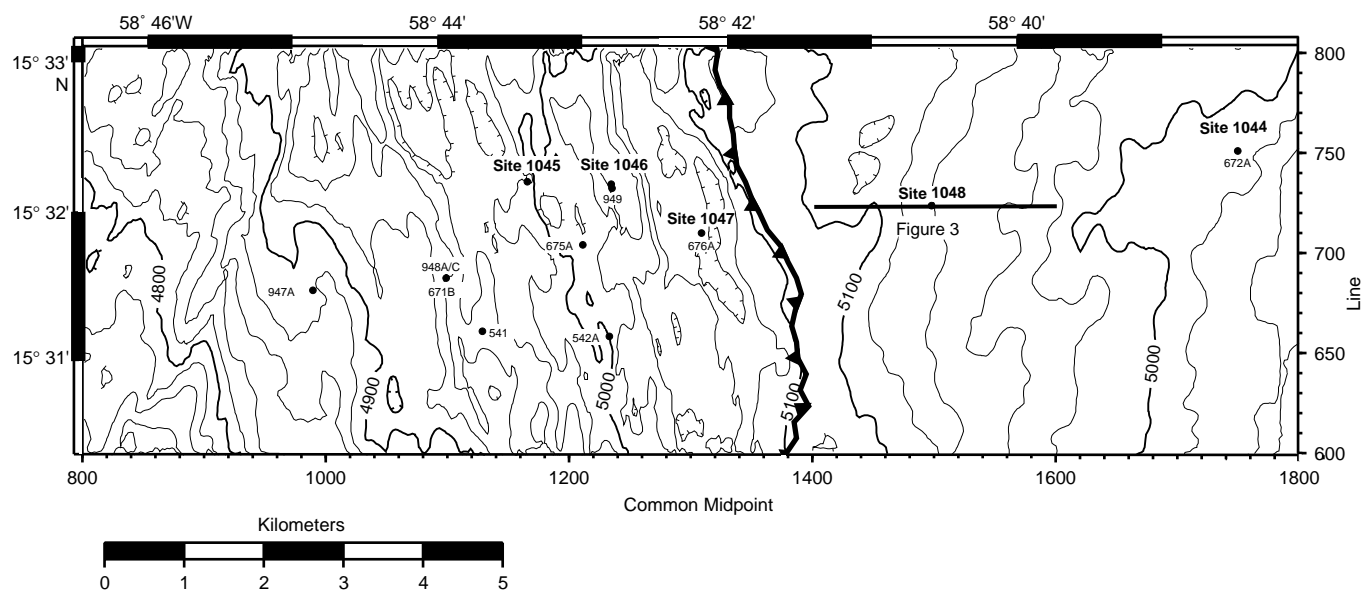 58° 46'W 58° 44' 58° 42' 58° 40'
15° 33'
N
800
Site 1044
672A
750
Site 1045
Site 1046
949
15° 32'
Site 1048
Figure 3
Site 1047
676A
675A
700
948A/C
671B
947A
4800
5100
541
542A
15° 31'
650
4900
5000
5100
5000
600
800 1000 1200 1400 1600 1800
Common Midpoint
Line
Kilometers
0 1 2 3 4 5